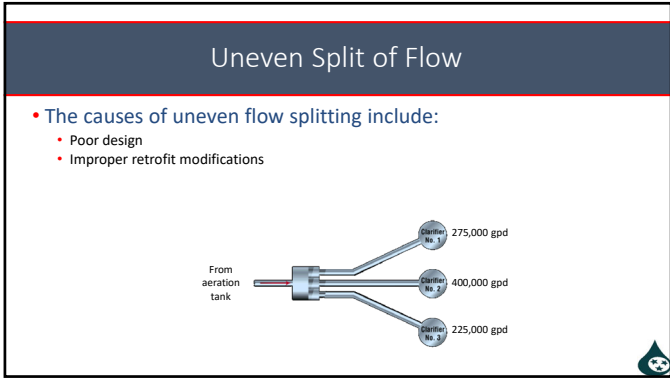 Uneven Split of Flow
• The causes of uneven flow splitting include:
• Poor design
• Improper retrofit modifications
From
aeration
tank
Clarifier
No. 1
275,000 gpd
Clarifier
No. 2
400,000 gpd
Clarifier
No. 3
225,000 gpd